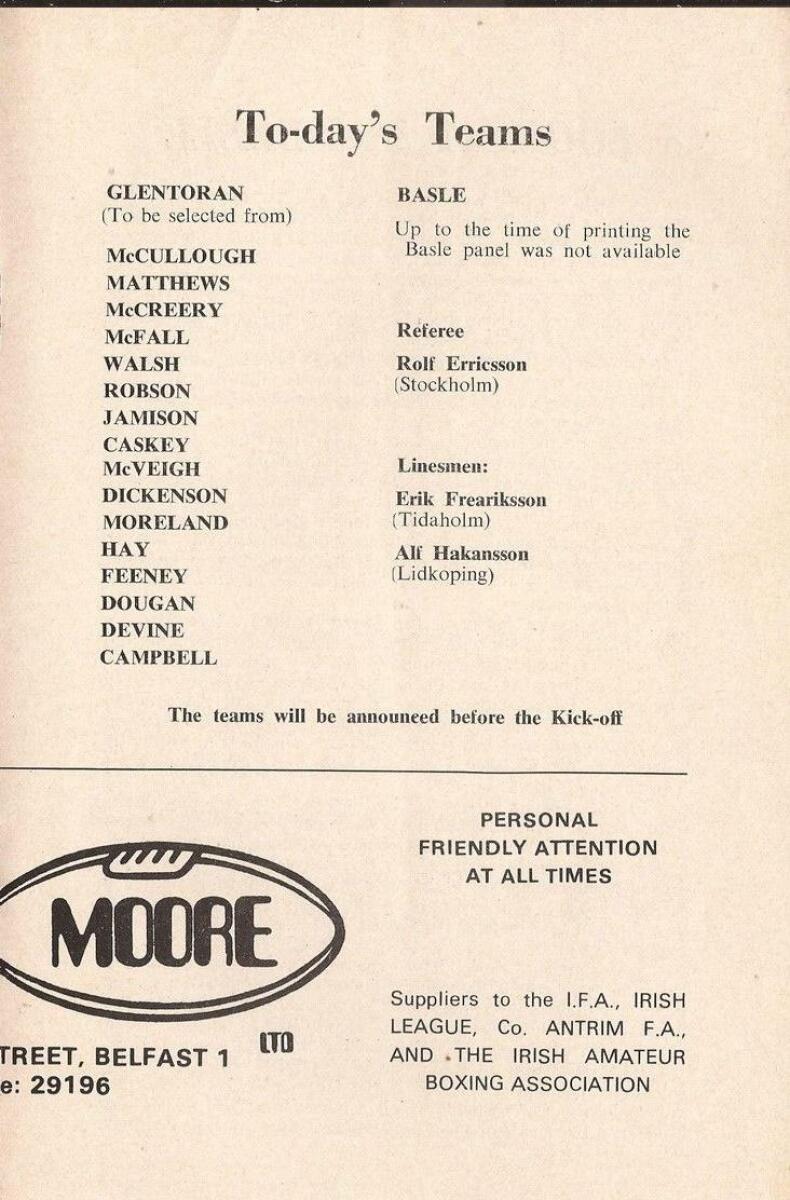 To-day's Teams
GLENTORAN
(To be selected from)
McCULLOUGH
MATTHEWS
McCREERY
McFALL
WALSH
ROBSON
JAMISON
CASKEY
McVEIGH
DICKENSON
MORELAND
HAY
FEENEY
DOUGAN
DEVINE
CAMPBELL
BASLE
Up to the time of printing the
Basle panel was not available
Referee
Rolf Erricsson
(Stockholm)
Linesmen:
Erik Freariksson
(Tidaholm)
Alf Hakansson
(Lidkoping)
The teams will be announced before the Kick-off
MOORE
LTD
TREET, BELFAST 1
e: 29196
PERSONAL
FRIENDLY ATTENTION
AT ALL TIMES
Suppliers to the I.F.A., IRISH
LEAGUE, Co. ANTRIM F.A.,
AND THE IRISH AMATEUR
BOXING ASSOCIATION